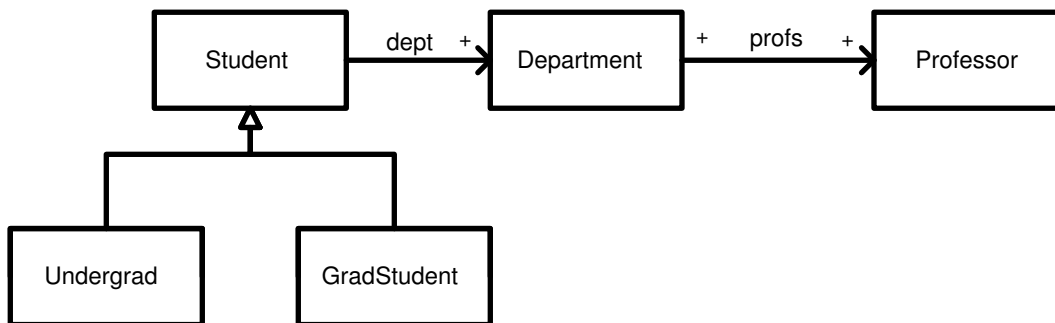 Student
dept +
Department
+ profs +
Professor
Undergrad
GradStudent